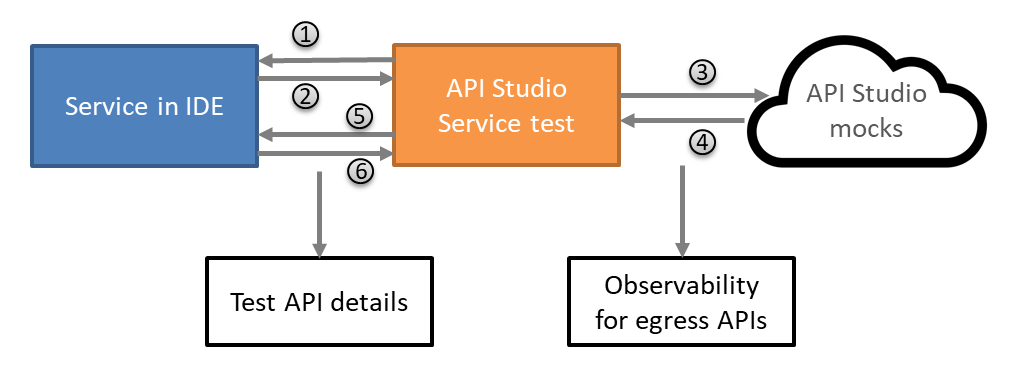 ①
Service in IDE
②
⑤
⑥
API Studio
Service test
③
④
API Studio
mocks
Test API details
Observability
for egress APIs